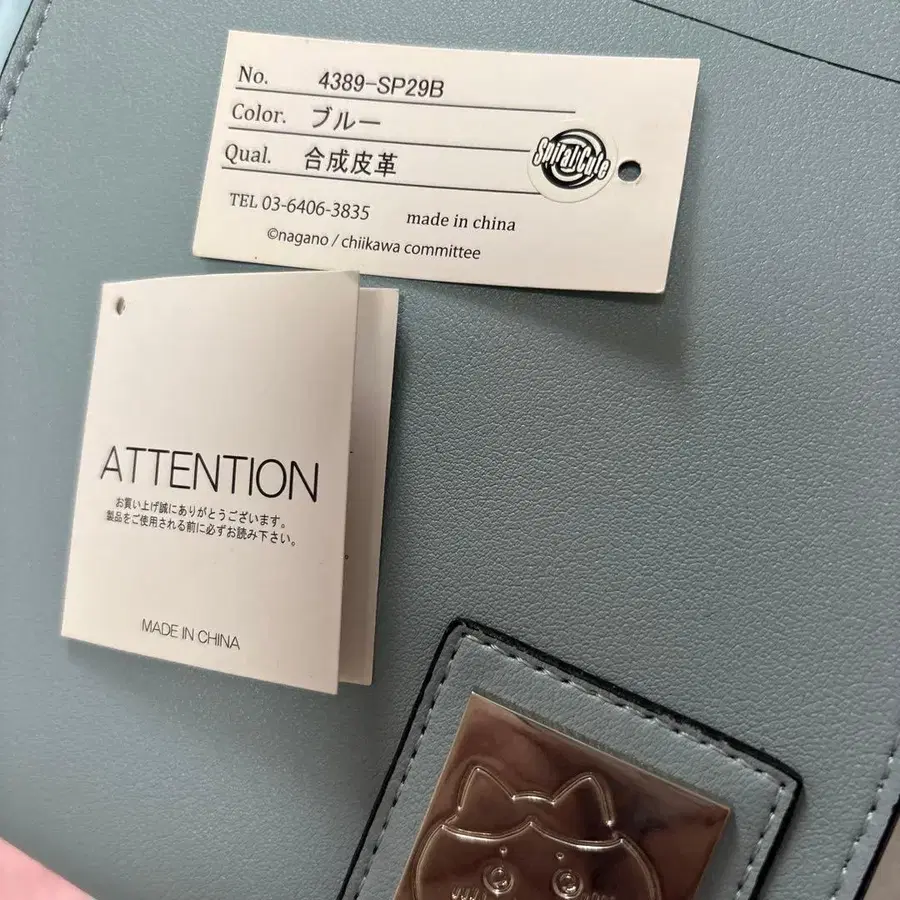 No. 4389-SP29B
Color. ブルー
Qual. 合成皮革
SpiralCute
TEL 03-6406-3835 made in china
©nagano / chiikawa committee
ATTENTION
お買い上げ誠にありがとうございます。
製品をご使用される前に必ずお読み下さい。
MADE IN CHINA